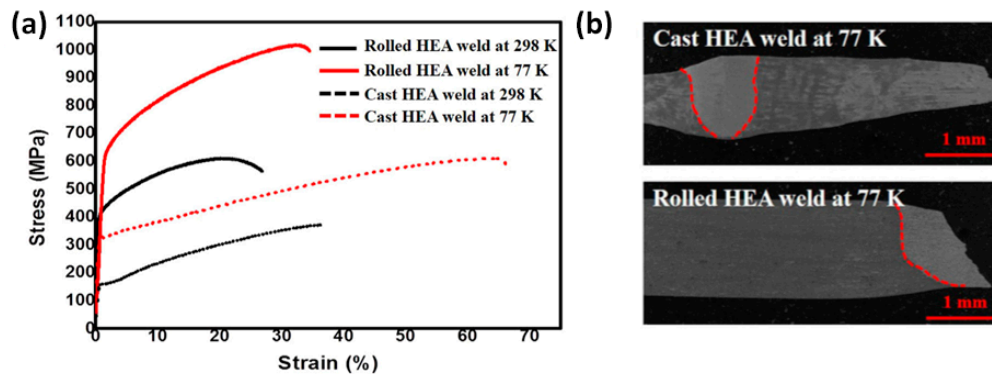 (a)
1100
1000
900
800
700
600
500
400
300
200
100
0
Stress (MPa)
0 10 20 30 40 50 60 70
Strain (%)
Rolled HEA weld at 298 K
Rolled HEA weld at 77 K
Cast HEA weld at 298 K
Cast HEA weld at 77 K
(b)
Cast HEA weld at 77 K
1 mm
Rolled HEA weld at 77 K
1 mm